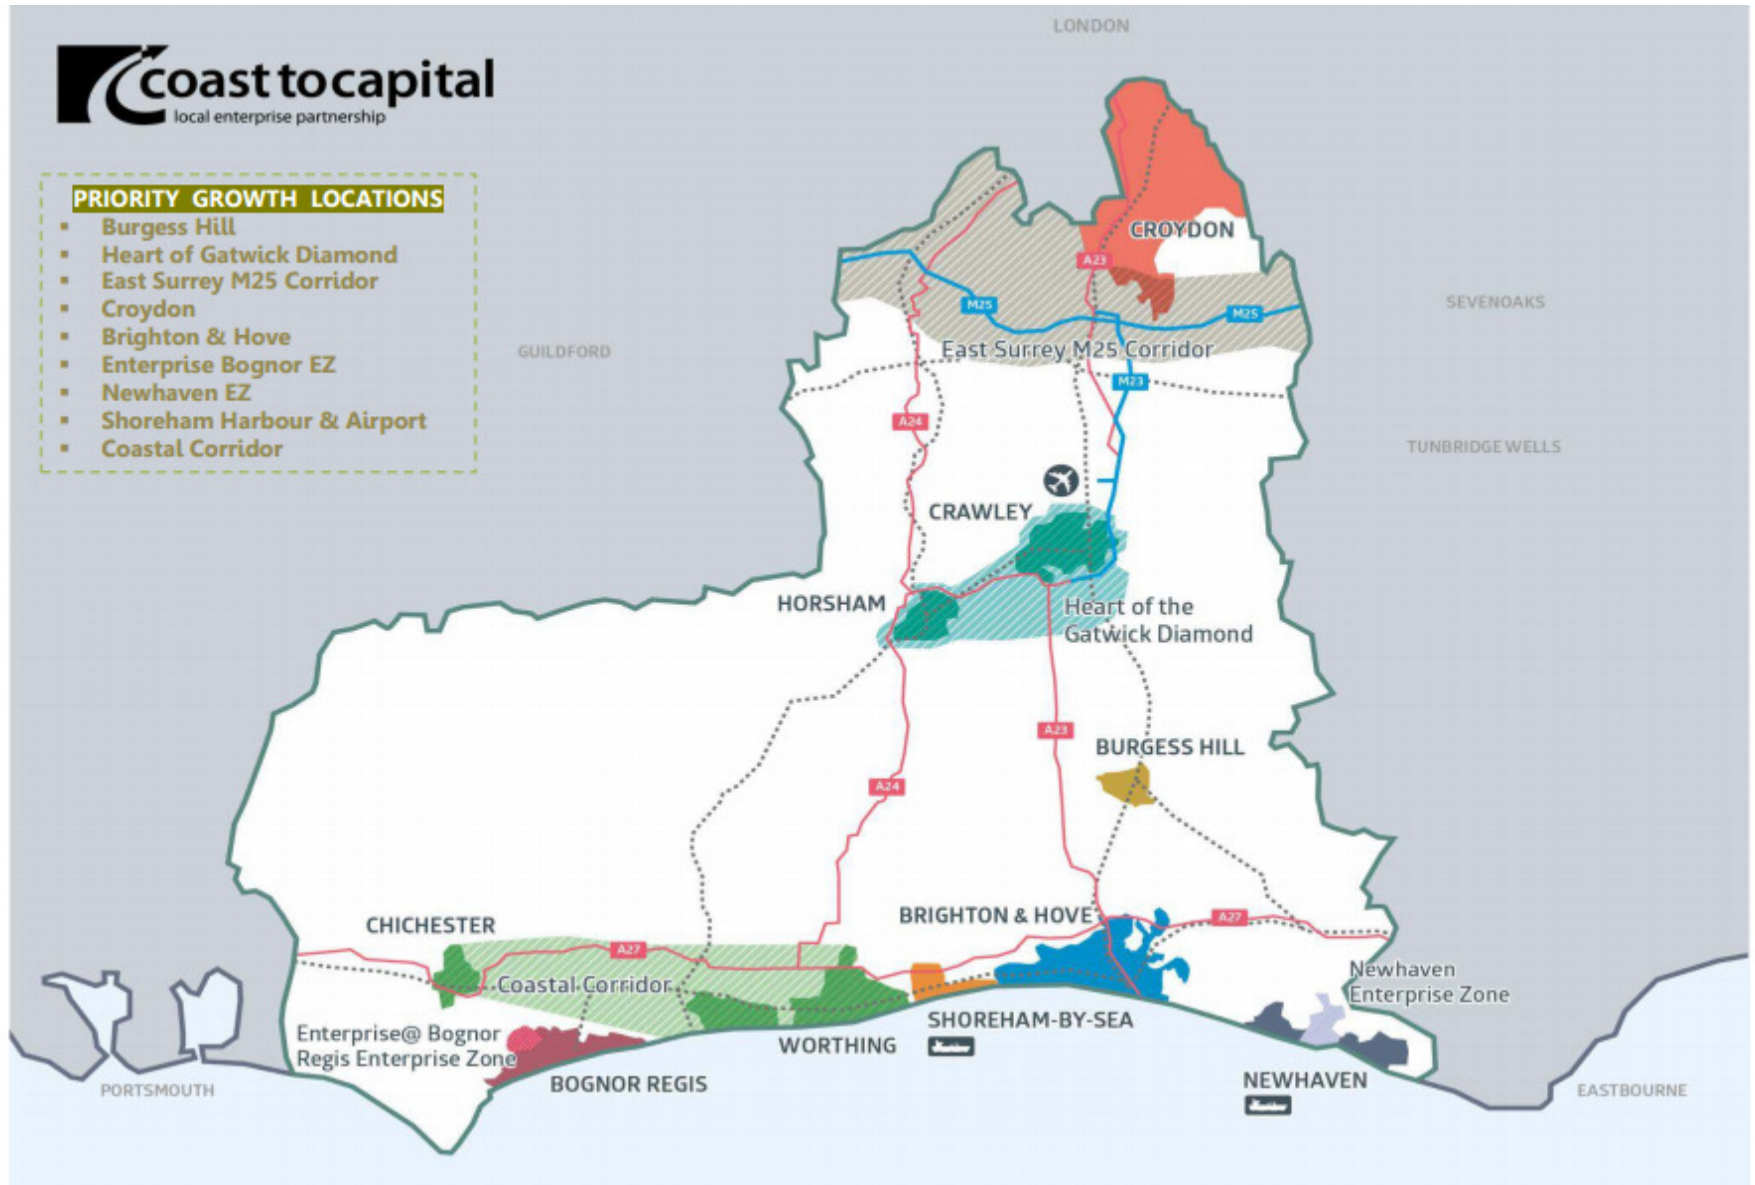 LONDON
coast to capital
local enterprise partnership
PRIORITY GROWTH LOCATIONS
▪ Burgess Hill
▪ Heart of Gatwick Diamond
▪ East Surrey M25 Corridor
▪ Croydon
▪ Brighton & Hove
▪ Enterprise Bognor EZ
▪ Newhaven EZ
▪ Shoreham Harbour & Airport
▪ Coastal Corridor
CROYDON
A23
M25
M25
SEVENOAKS
GUILDFORD
East Surrey M25 Corridor
M23
A24
TUNBRIDGE WELLS
CRAWLEY
HORSHAM
Heart of the
Gatwick Diamond
A23
BURGESS HILL
A24
CHICHESTER
BRIGHTON & HOVE
A27
A27
Coastal Corridor
Newhaven
Enterprise Zone
Enterprise@ Bognor
Regis Enterprise Zone
SHOREHAM-BY-SEA
WORTHING
BOGNOR REGIS
NEWHAVEN
PORTSMOUTH
EASTBOURNE